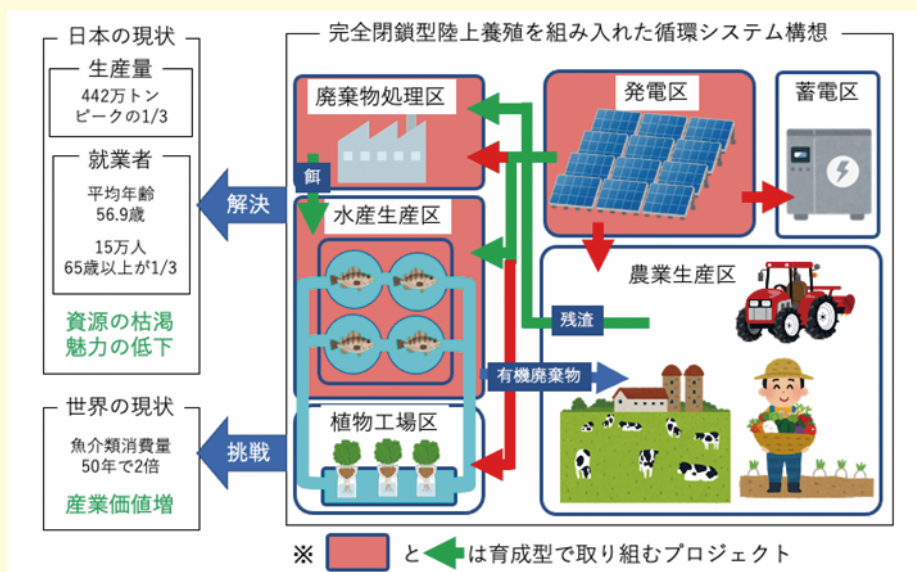 日本の現状
生産量
442万トン
ピークの1/3
就業者
平均年齢
56.9歳
15万人
65歳以上が1/3
資源の枯渇
魅力の低下
世界の現状
魚介類消費量
50年で2倍
産業価値増
解決
挑戦
完全閉鎖型陸上養殖を組み入れた循環システム構想
廃棄物処理区
餌
水産生産区
植物工場区
発電区
蓄電区
農業生産区
残渣
有機廃棄物
※ と は育成型で取り組むプロジェクト